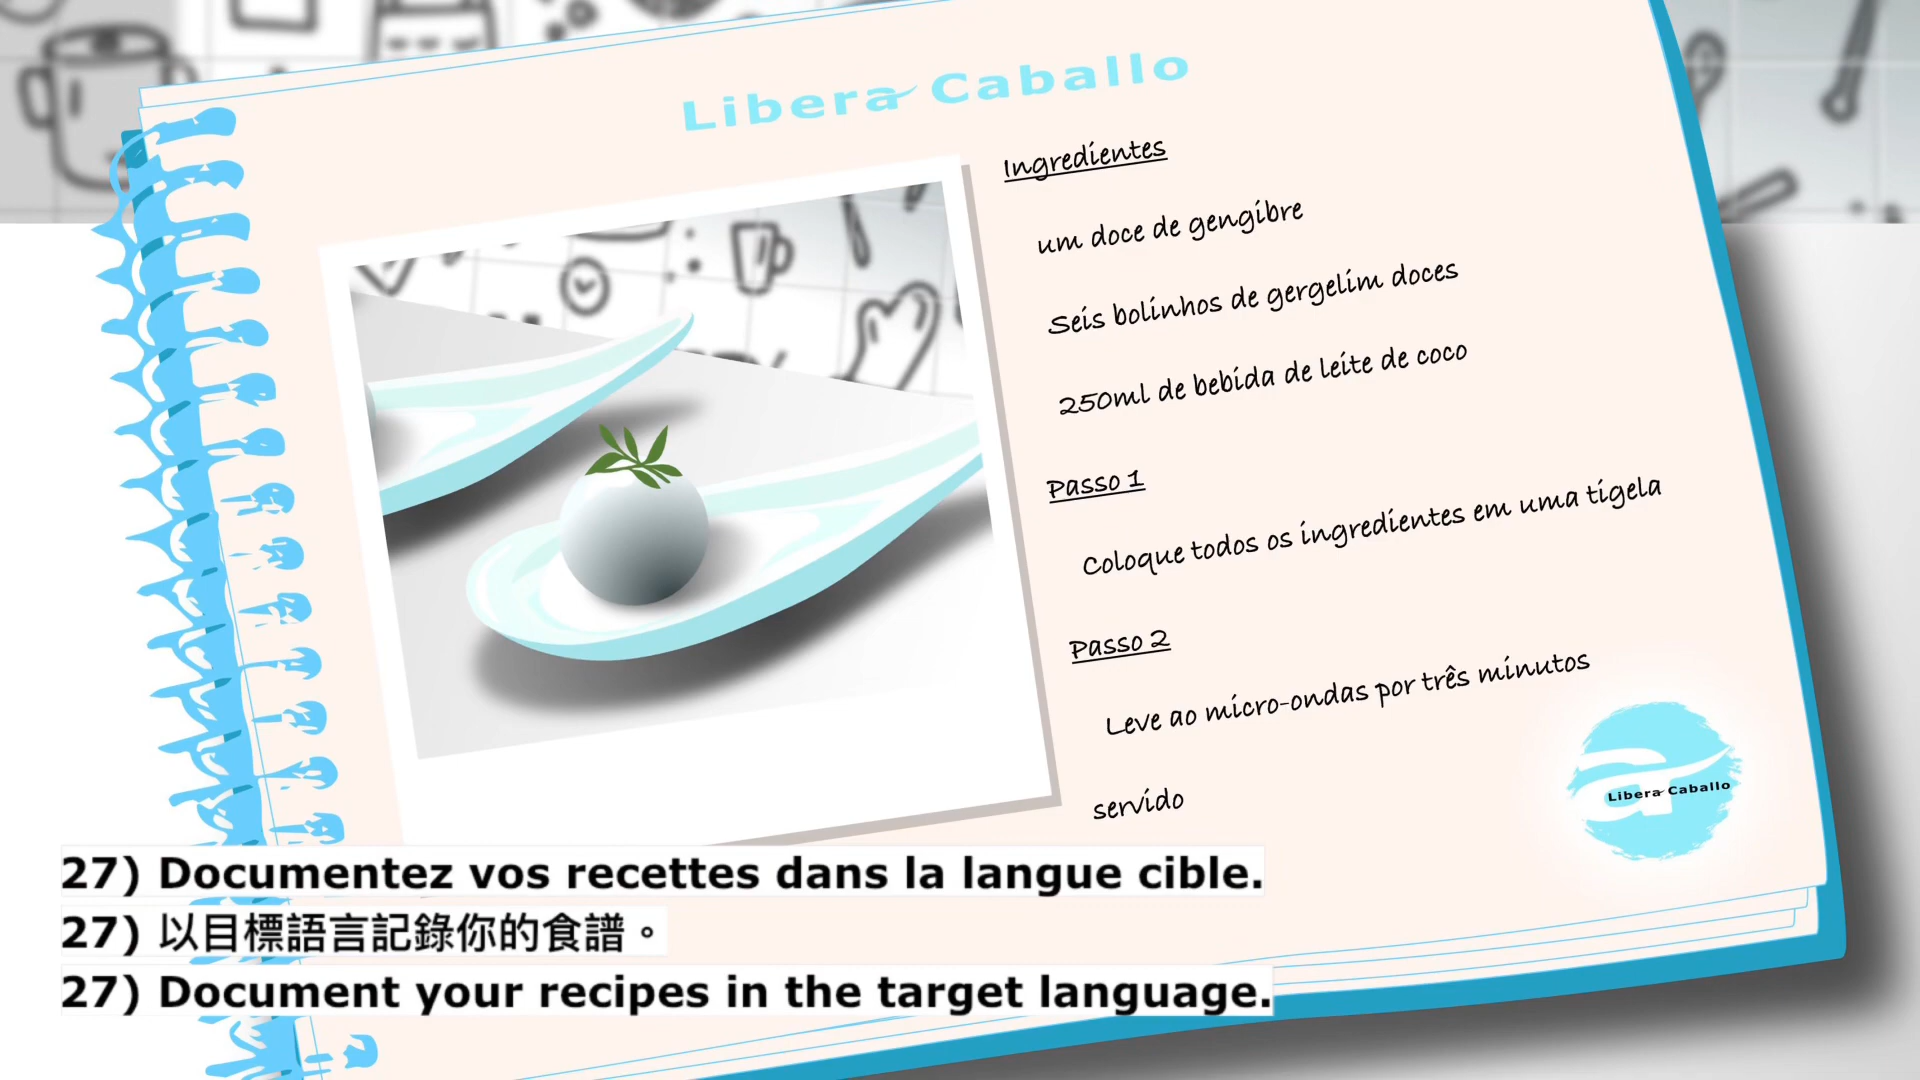 Libera Caballo
Ingredientes
um doce de gengibre
Seis bolinhos de gergelim doces
250ml de bebida de leite de coco
Passo 1
Coloque todos os ingredientes em uma tigela
Passo 2
Leve ao micro-ondas por três minutos
servido
Libera Caballo
27) Documentez vos recettes dans la langue cible.
27) 以目標語言記錄你的食譜。
27) Document your recipes in the target language.